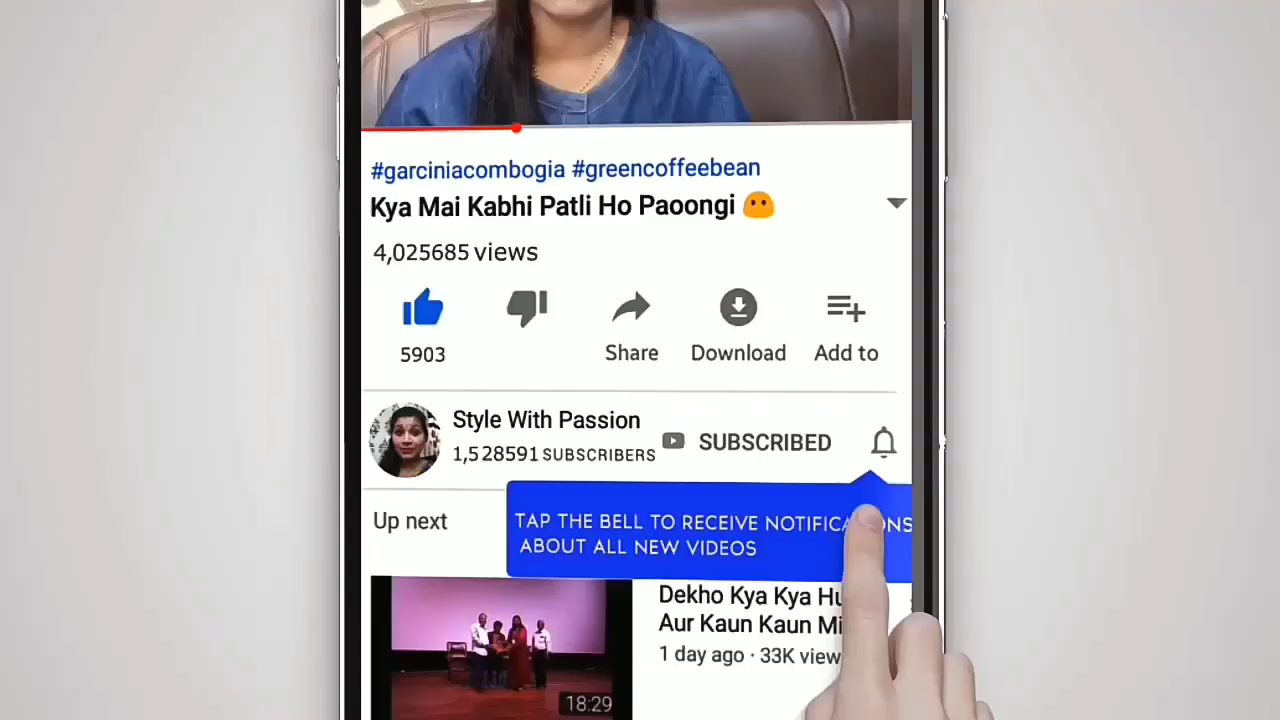 #garciniacombogia #greencoffeebean
Kya Mai Kabhi Patli Ho Paoongi
4,025685 views
5903
Share
Download
Add to
Style With Passion
1,528591 SUBSCRIBERS
SUBSCRIBED
Up next
TAP THE BELL TO RECEIVE
ABOUT ALL NEW VIDEOS
Dekho Kya Kya
Aur Kaun Kaun
1 day ago · 33K
18:29